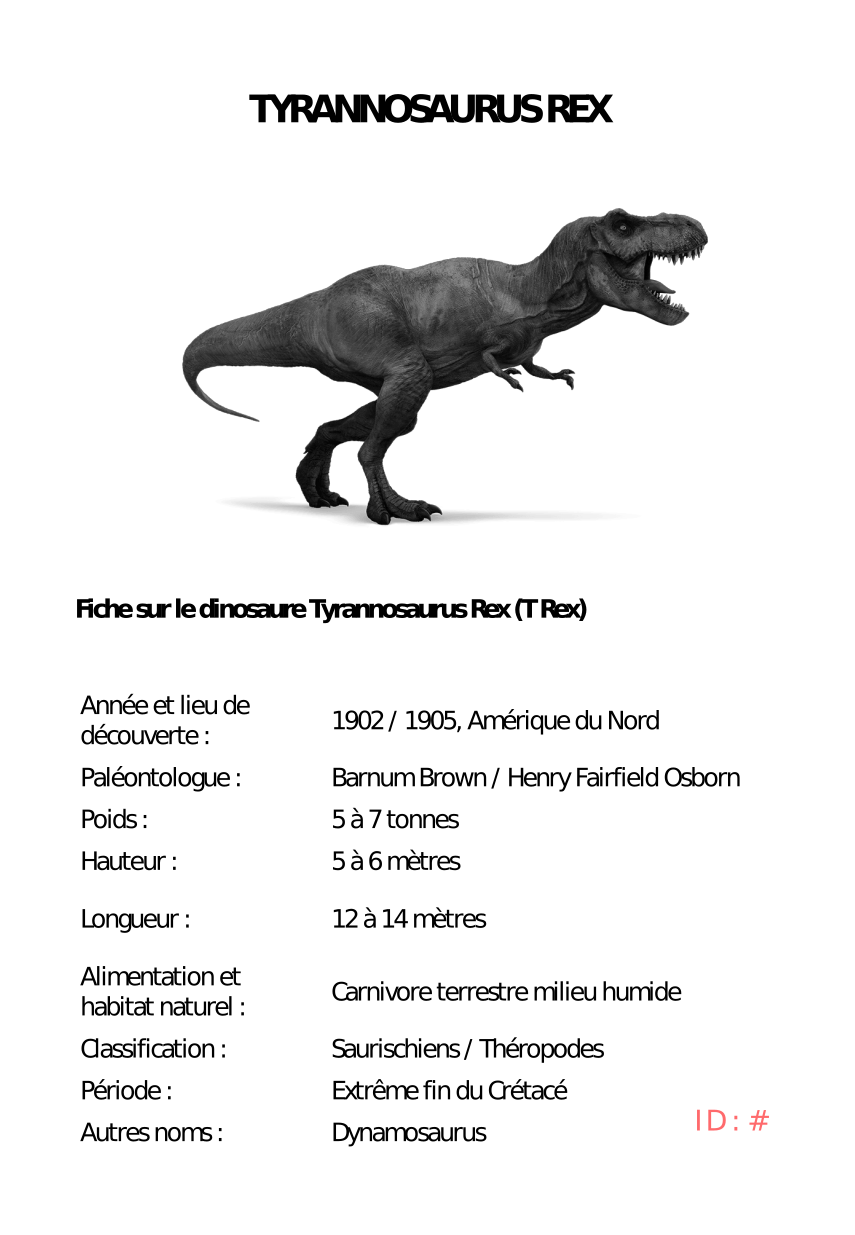 TYRANNOSAURUS REX
Fiche sur le dinosaure Tyrannosaurus Rex (T Rex)
Année et lieu de
découverte :
1902 / 1905, Amérique du Nord
Paléontologue :
Barnum Brown / Henry Fairfield Osborn
Poids :
5 à 7 tonnes
Hauteur :
5 à 6 mètres
Longueur :
12 à 14 mètres
Alimentation et
habitat naturel :
Carnivore terrestre milieu humide
Classification :
Saurischiens / Théropodes
Période :
Extrême fin du Crétacé
Autres noms :
Dynamosaurus
ID: #